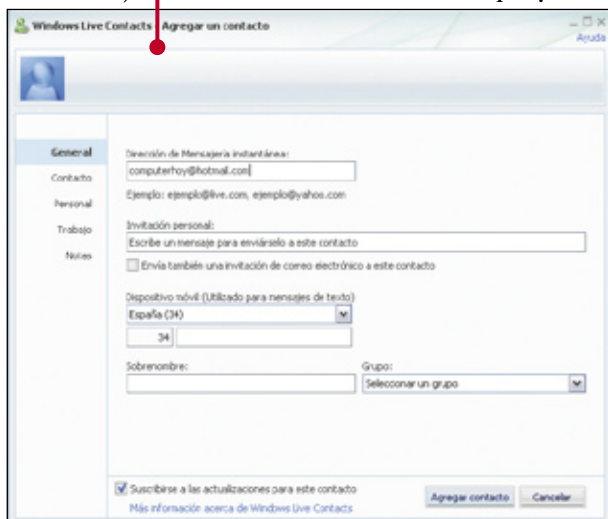 Windows Live Contacts Agregar un contacto
Ayuda
General
Contacto
Personal
Trabajo
Notas
Dirección de Mensajería instantánea:
computerhoy@hotmail.com
Ejemplo: ejemplo@live.com, ejemplo@yahoo.com
Invitación personal:
Escribe un mensaje para enviárselo a este contacto
Envía también una invitación de correo electrónico a este contacto
Dispositivo móvil (Utilizado para mensajes de texto)
España (34)
34
Sobrenombre:
Grupo:
Seleccionar un grupo
Suscribirse a las actualizaciones para este contacto
Más información acerca de Windows Live Contacts
Agregar contacto
Cancelar